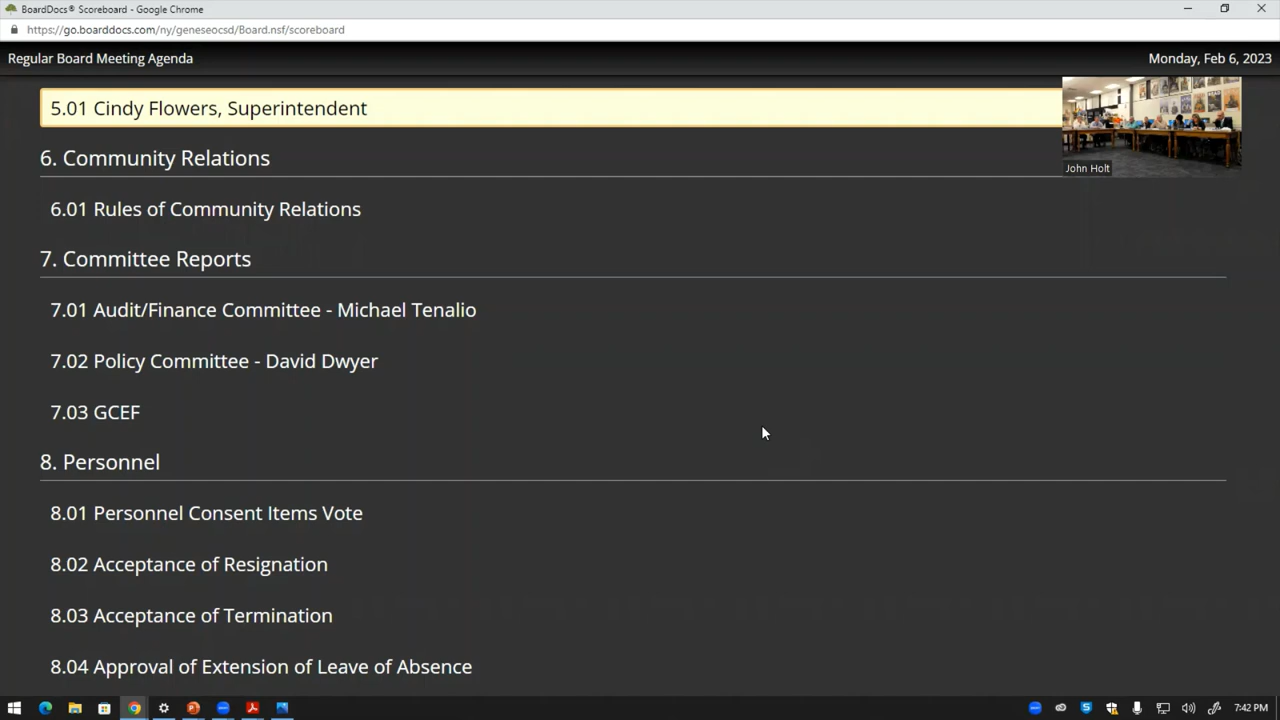 BoardDocs® Scoreboard - Google Chrome
https://go.boarddocs.com/ny/geneseocsd/Board.nsf/scoreboard
Regular Board Meeting Agenda
Monday, Feb 6, 2023
5.01 Cindy Flowers, Superintendent
John Holt
6. Community Relations
6.01 Rules of Community Relations
7. Committee Reports
7.01 Audit/Finance Committee - Michael Tenalio
7.02 Policy Committee - David Dwyer
7.03 GCEF
8. Personnel
8.01 Personnel Consent Items Vote
8.02 Acceptance of Resignation
8.03 Acceptance of Termination
8.04 Approval of Extension of Leave of Absence
7:42 PM